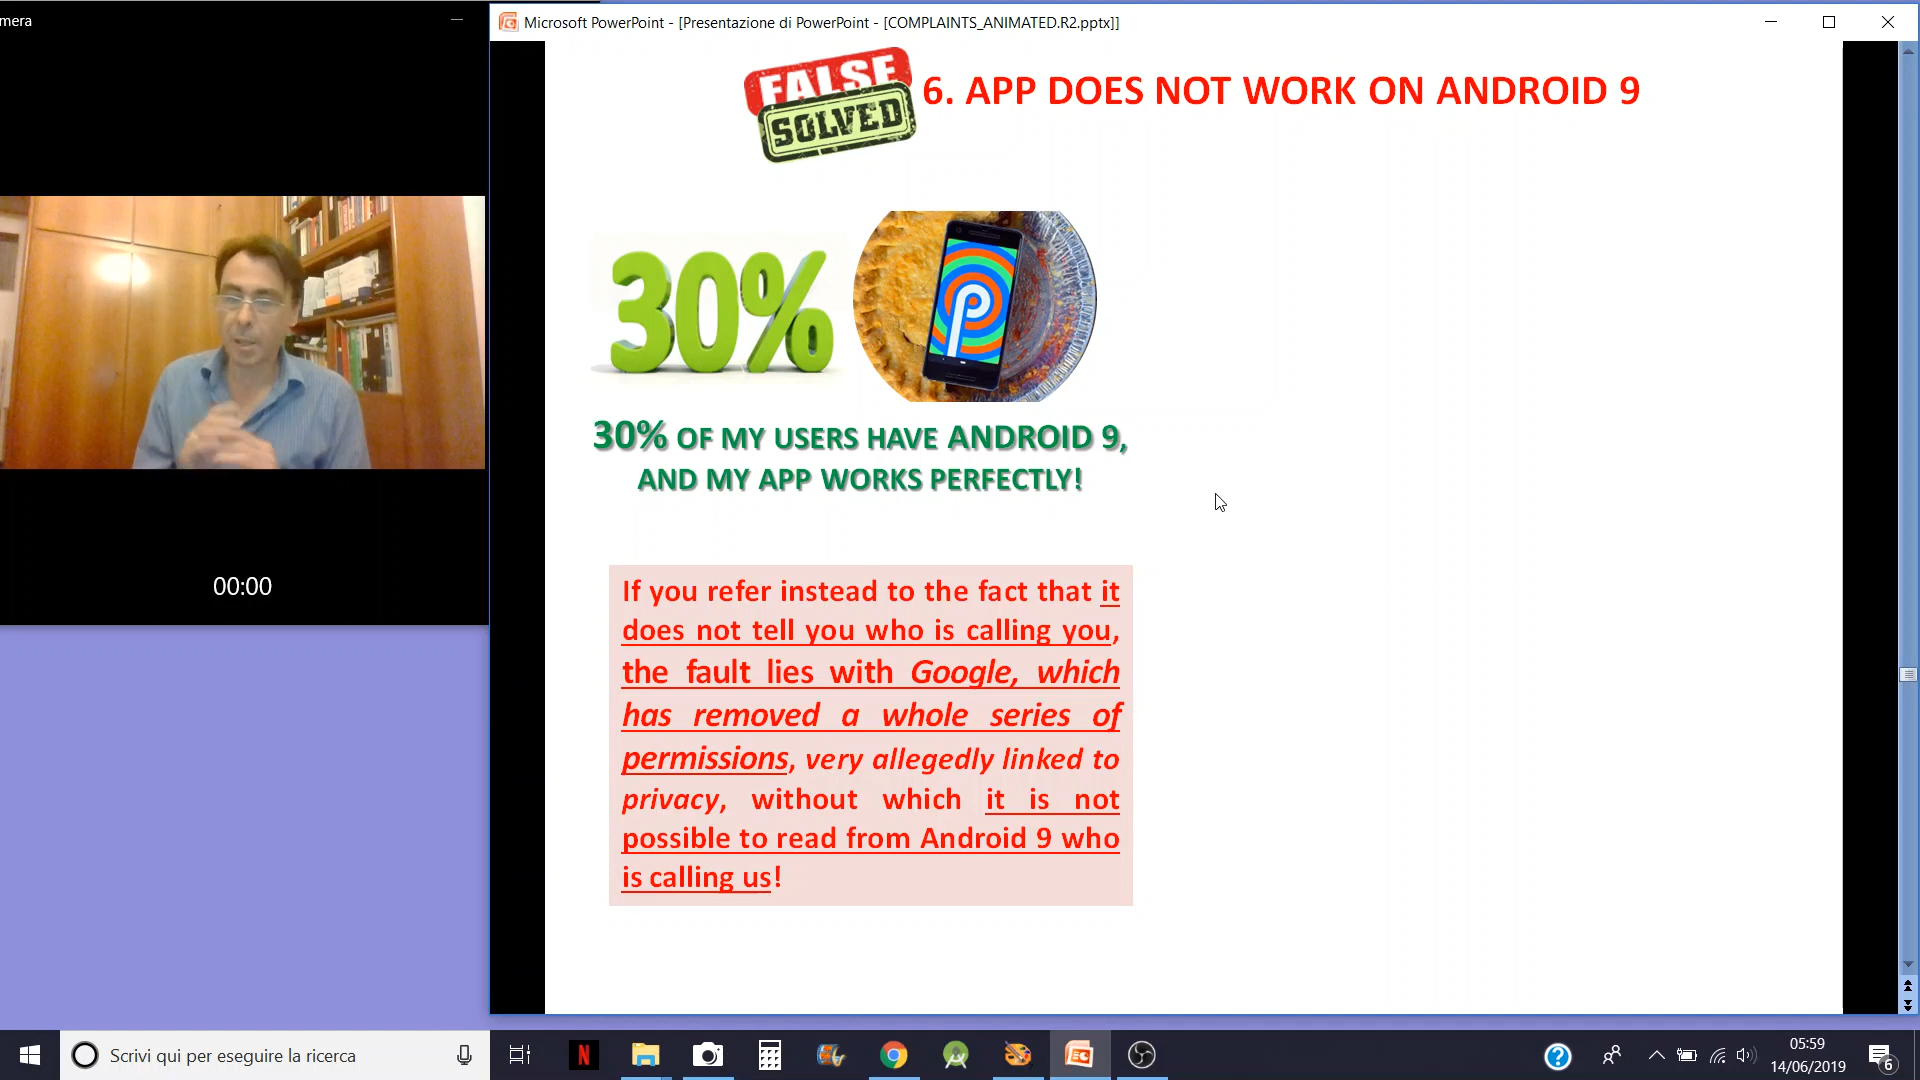 mera
Microsoft PowerPoint - [Presentazione di PowerPoint - [COMPLAINTS_ANIMATED.R2.pptx]]
FALSE
SOLVED
6. APP DOES NOT WORK ON ANDROID 9
30%
30% OF MY USERS HAVE ANDROID 9,
AND MY APP WORKS PERFECTLY!
00:00
If you refer instead to the fact that it
does not tell you who is calling you,
the fault lies with Google, which
has removed a whole series of
permissions, very allegedly linked to
privacy, without which it is not
possible to read from Android 9 who
is calling us!
Scrivi qui per eseguire la ricerca
05:59
14/06/2019
6